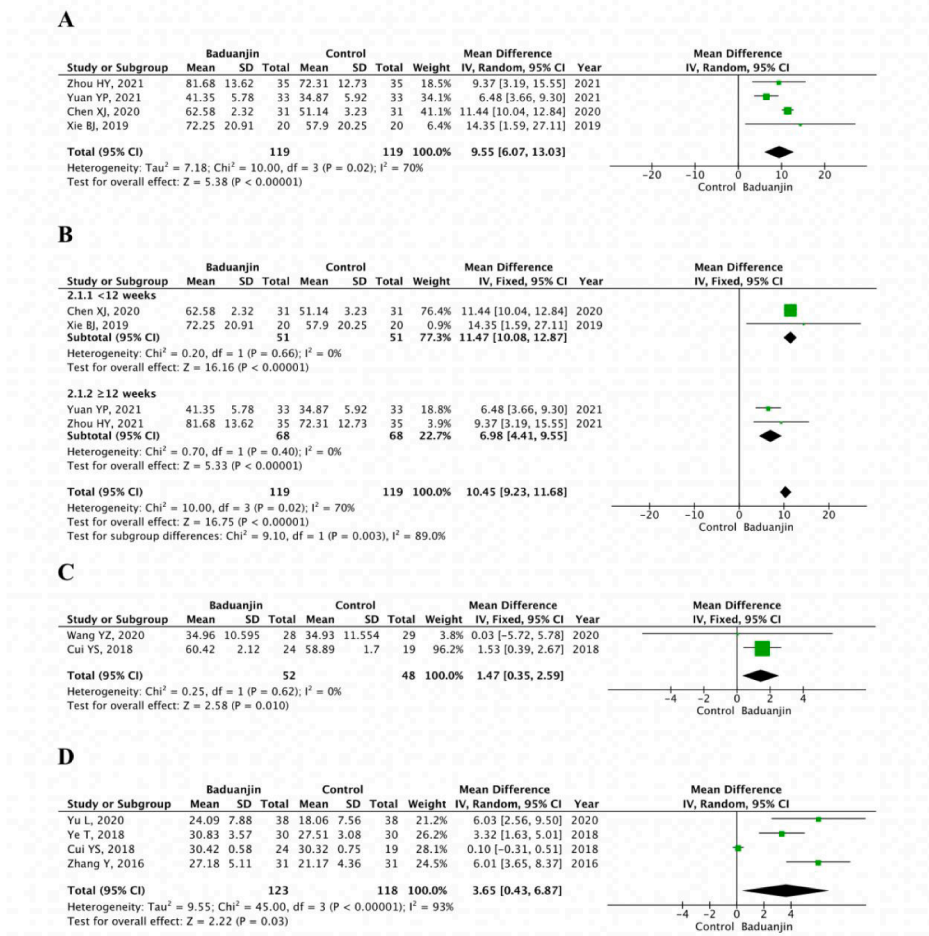 A
Baduanjin Control Mean Difference Mean Difference
Study or Subgroup Mean SD Total Mean SD Total Weight IV, Random, 95% CI Year IV, Random, 95% CI
Zhou HY, 2021 81.68 13.62 35 72.31 12.73 35 18.5% 9.37 [3.19, 15.55] 2021
Yuan YP, 2021 41.35 5.78 33 34.87 5.92 33 34.1% 6.48 [3.66, 9.30] 2021
Chen XJ, 2020 62.58 2.32 31 51.14 3.23 31 41.1% 11.44 [10.04, 12.84] 2020
Xie BJ, 2019 72.25 20.91 20 57.9 20.25 20 6.4% 14.35 [1.59, 27.11] 2019
Total (95% CI) 119 119 100.0% 9.55 [6.07, 13.03]
Heterogeneity: Tau² = 7.18; Chi² = 10.00, df = 3 (P = 0.02); I² = 70%
Test for overall effect: Z = 5.38 (P < 0.00001)
-20 -10 0 10 20
Control Baduanjin
B
Baduanjin Control Mean Difference Mean Difference
Study or Subgroup Mean SD Total Mean SD Total Weight IV, Fixed, 95% CI Year IV, Fixed, 95% CI
2.1.1 <12 weeks
Chen XJ, 2020 62.58 2.32 31 51.14 3.23 31 76.4% 11.44 [10.04, 12.84] 2020
Xie BJ, 2019 72.25 20.91 20 57.9 20.25 20 0.9% 14.35 [1.59, 27.11] 2019
Subtotal (95% CI) 51 51 77.3% 11.47 [10.08, 12.87]
Heterogeneity: Chi² = 0.20, df = 1 (P = 0.66); I² = 0%
Test for overall effect: Z = 16.16 (P < 0.00001)
2.1.2 ≥12 weeks
Yuan YP, 2021 41.35 5.78 33 34.87 5.92 33 18.8% 6.48 [3.66, 9.30] 2021
Zhou HY, 2021 81.68 13.62 35 72.31 12.73 35 3.9% 9.37 [3.19, 15.55] 2021
Subtotal (95% CI) 68 68 22.7% 6.98 [4.41, 9.55]
Heterogeneity: Chi² = 0.70, df = 1 (P = 0.40); I² = 0%
Test for overall effect: Z = 5.33 (P < 0.00001)
Total (95% CI) 119 119 100.0% 10.45 [9.23, 11.68]
Heterogeneity: Chi² = 10.00, df = 3 (P = 0.02); I² = 70%
Test for overall effect: Z = 16.75 (P < 0.00001)
Test for subgroup differences: Chi² = 9.10, df = 1 (P = 0.003), I² = 89.0%
-20 -10 0 10 20
Control Baduanjin
C
Baduanjin Control Mean Difference Mean Difference
Study or Subgroup Mean SD Total Mean SD Total Weight IV, Fixed, 95% CI Year IV, Fixed, 95% CI
Wang YZ, 2020 34.96 10.595 28 34.93 11.554 29 3.8% 0.03 [-5.72, 5.78] 2020
Cui YS, 2018 60.42 2.12 24 58.89 1.7 19 96.2% 1.53 [0.39, 2.67] 2018
Total (95% CI) 52 48 100.0% 1.47 [0.35, 2.59]
Heterogeneity: Chi² = 0.25, df = 1 (P = 0.62); I² = 0%
Test for overall effect: Z = 2.58 (P = 0.010)
-4 -2 0 2 4
Control Baduanjin
D
Baduanjin Control Mean Difference Mean Difference
Study or Subgroup Mean SD Total Mean SD Total Weight IV, Random, 95% CI Year IV, Random, 95% CI
Yu L, 2020 24.09 7.88 38 18.06 7.56 38 21.2% 6.03 [2.56, 9.50] 2020
Ye T, 2018 30.83 3.57 30 27.51 3.08 30 26.2% 3.32 [1.63, 5.01] 2018
Cui YS, 2018 30.42 0.58 24 30.32 0.75 19 28.1% 0.10 [-0.31, 0.51] 2018
Zhang Y, 2016 27.18 5.11 31 21.17 4.36 31 24.5% 6.01 [3.65, 8.37] 2016
Total (95% CI) 123 118 100.0% 3.65 [0.43, 6.87]
Heterogeneity: Tau² = 9.55; Chi² = 45.00, df = 3 (P < 0.00001); I² = 93%
Test for overall effect: Z = 2.22 (P = 0.03)
-4 -2 0 2 4
Control Baduanjin